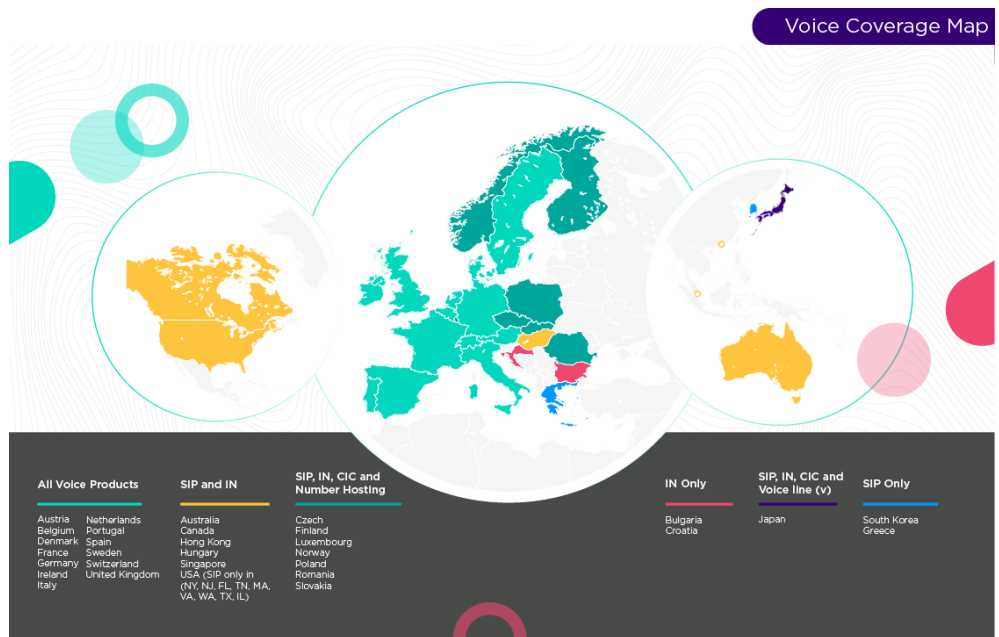 Voice Coverage Map
All Voice Products
Austria
Belgium
Denmark
France
Germany
Ireland
Italy
Netherlands
Portugal
Spain
Sweden
Switzerland
United Kingdom
SIP and IN
Australia
Canada
Hong Kong
Hungary
Singapore
USA (SIP only in
(NY, NJ, FL, TN, MA,
VA, WA, TX, IL)
SIP, IN, CIC and
Number Hosting
Czech
Finland
Luxembourg
Norway
Poland
Romania
Slovakia
IN Only
Bulgaria
Croatia
SIP, IN, CIC and
Voice line (v)
Japan
SIP Only
South Korea
Greece